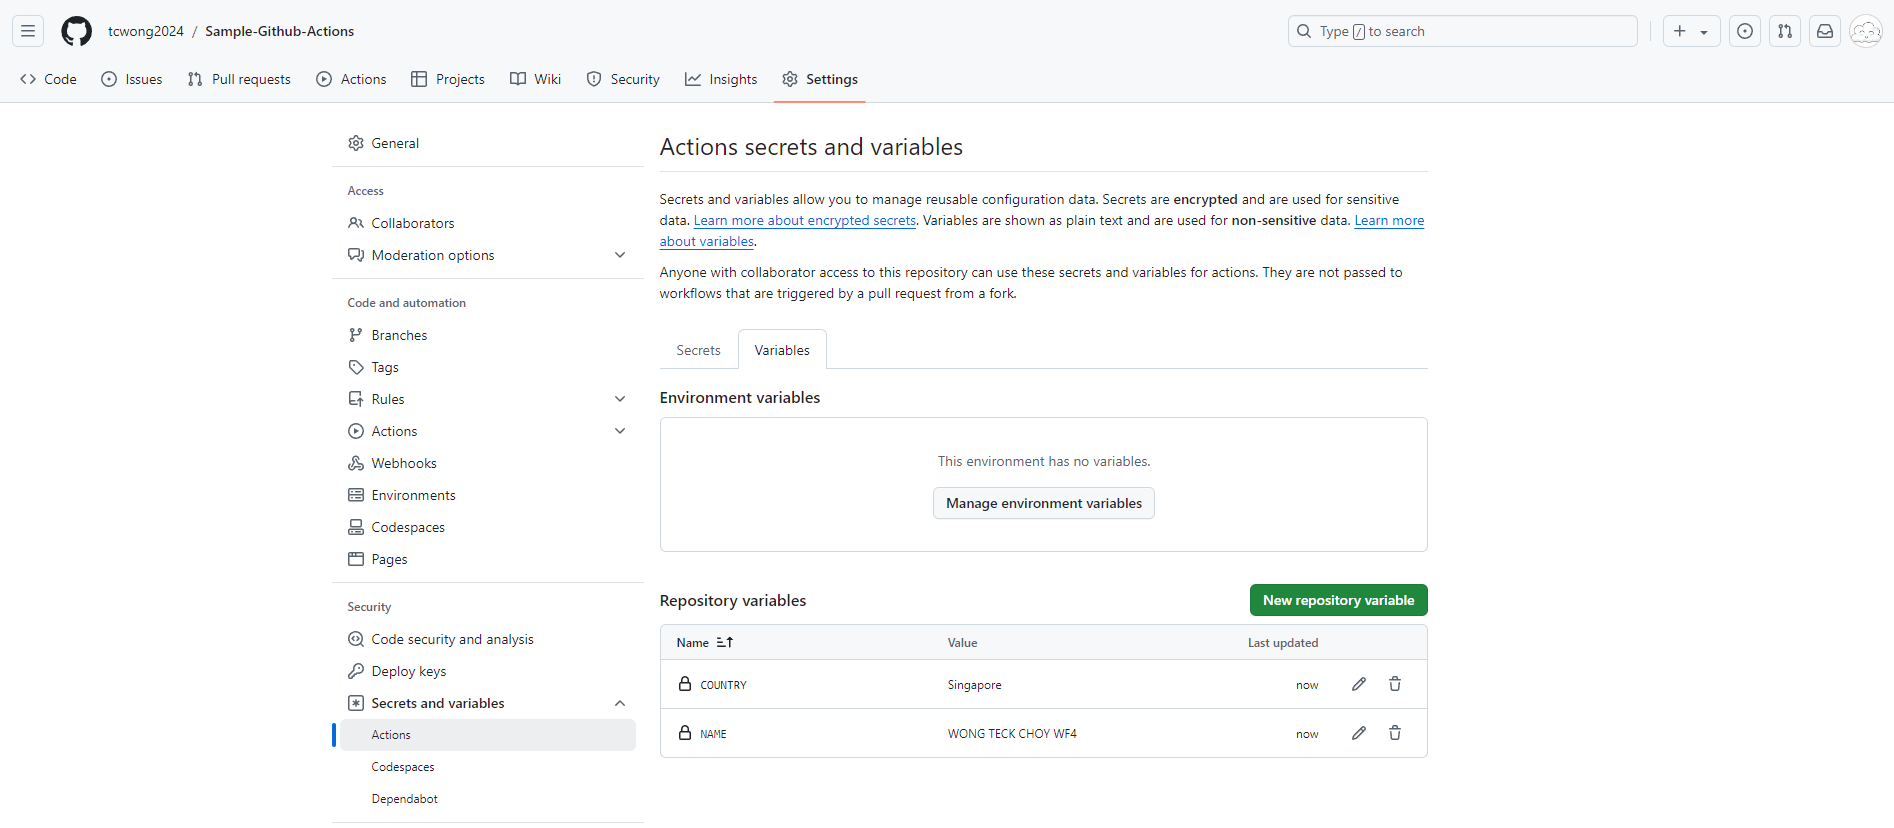 tcwong2024 / Sample-Github-Actions
Type / to search
Code
Issues
Pull requests
Actions
Projects
Wiki
Security
Insights
Settings
General
Access
Collaborators
Moderation options
Code and automation
Branches
Tags
Rules
Actions
Webhooks
Environments
Codespaces
Pages
Security
Code security and analysis
Deploy keys
Secrets and variables
Actions
Codespaces
Dependabot
Actions secrets and variables
Secrets and variables allow you to manage reusable configuration data. Secrets are encrypted and are used for sensitive
data. Learn more about encrypted secrets. Variables are shown as plain text and are used for non-sensitive data. Learn more
about variables.
Anyone with collaborator access to this repository can use these secrets and variables for actions. They are not passed to
workflows that are triggered by a pull request from a fork.
Secrets
Variables
Environment variables
This environment has no variables.
Manage environment variables
Repository variables
New repository variable
Name Value Last updated
COUNTRY Singapore now
NAME WONG TECK CHOY WF4 now